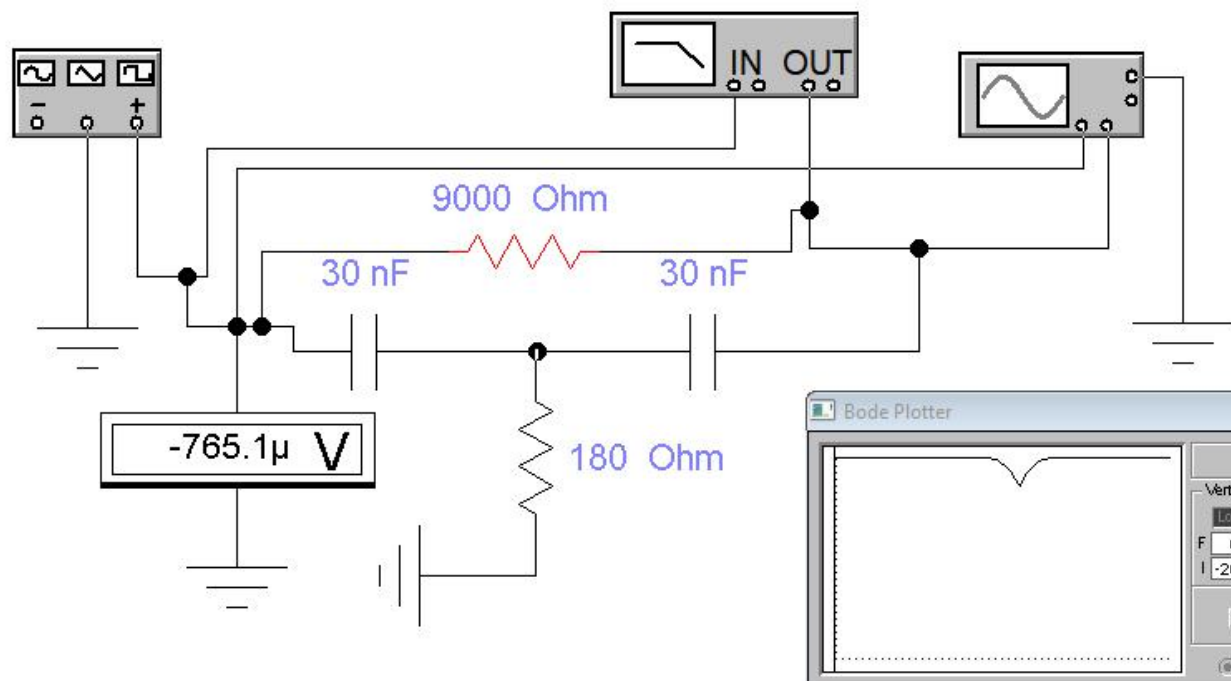 IN OUT
- +
9000 Ohm
30 nF 30 nF
-765.1µ V
180 Ohm
Bode Plotter
F
I